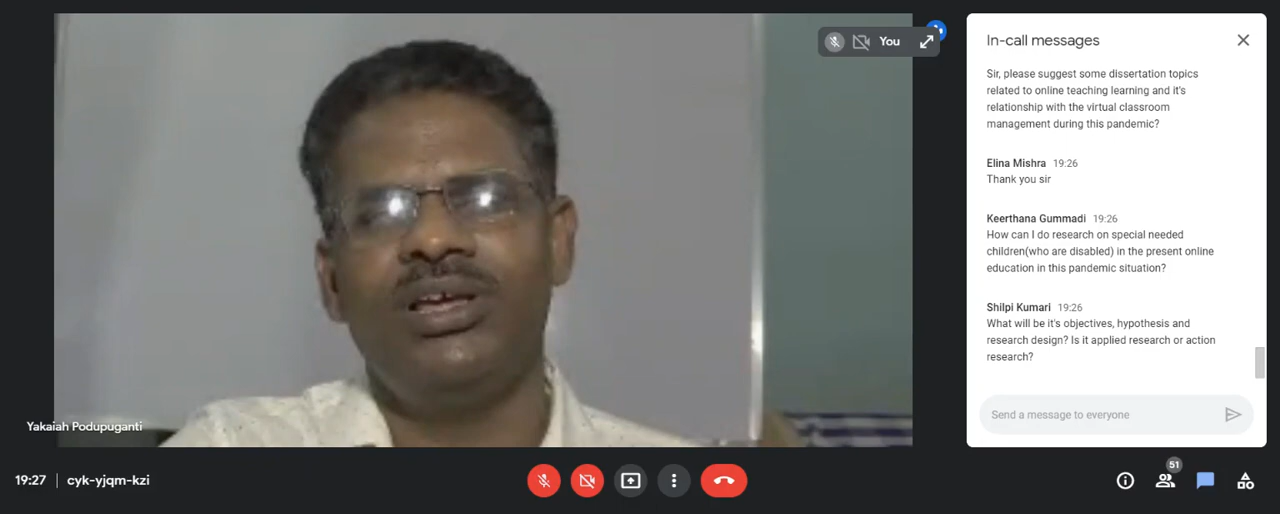 You
In-call messages
Sir, please suggest some dissertation topics
related to online teaching learning and it's
relationship with the virtual classroom
management during this pandemic?
Elina Mishra 19:26
Thank you sir
Keerthana Gummadi 19:26
How can I do research on special needed
children(who are disabled) in the present online
education in this pandemic situation?
Shilpi Kumari 19:26
What will be it's objectives, hypothesis and
research design? Is it applied research or action
research?
Send a message to everyone
Yakaiah Podupuganti
19:27 | cyk-yjqm-kzi
51